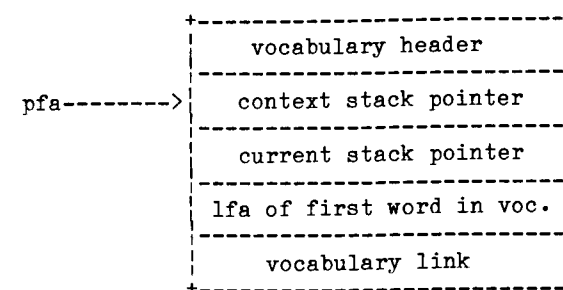 vocabulary header
pfa--------> context stack pointer
current stack pointer
lfa of first word in voc.
vocabulary link